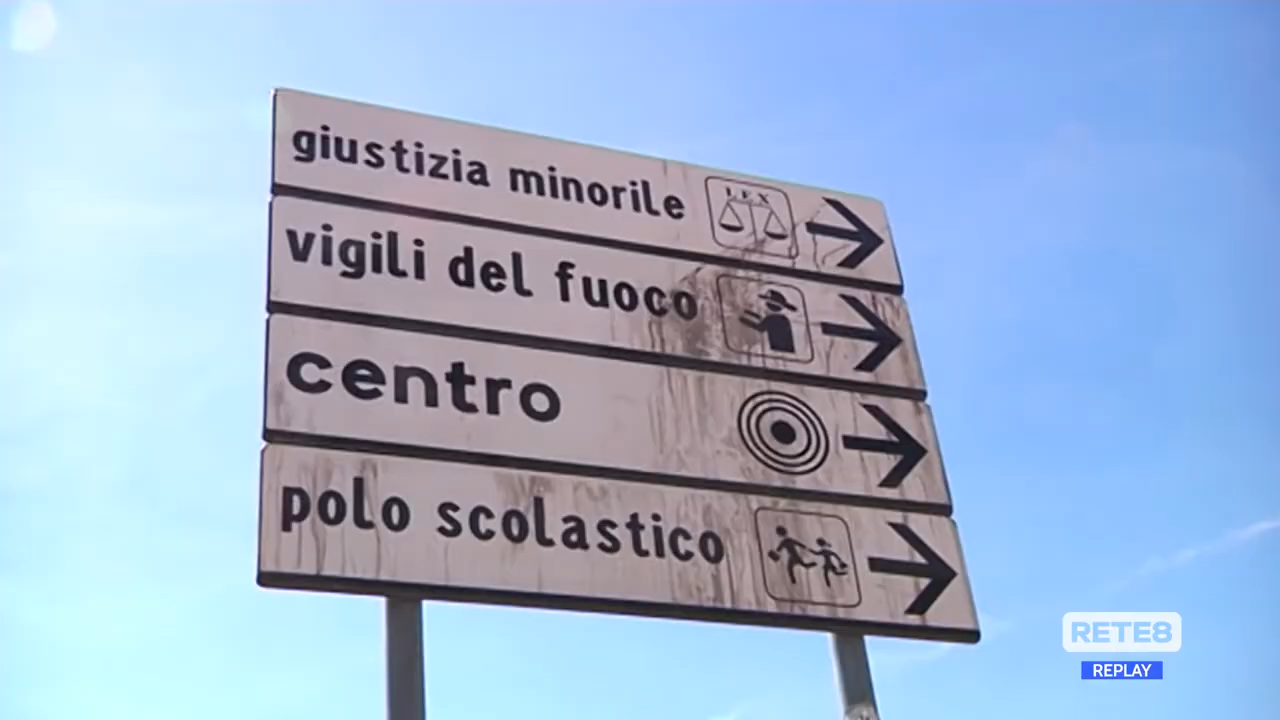 giustizia minorile
LEX
vigili del fuoco
centro
polo scolastico
RETE8
REPLAY